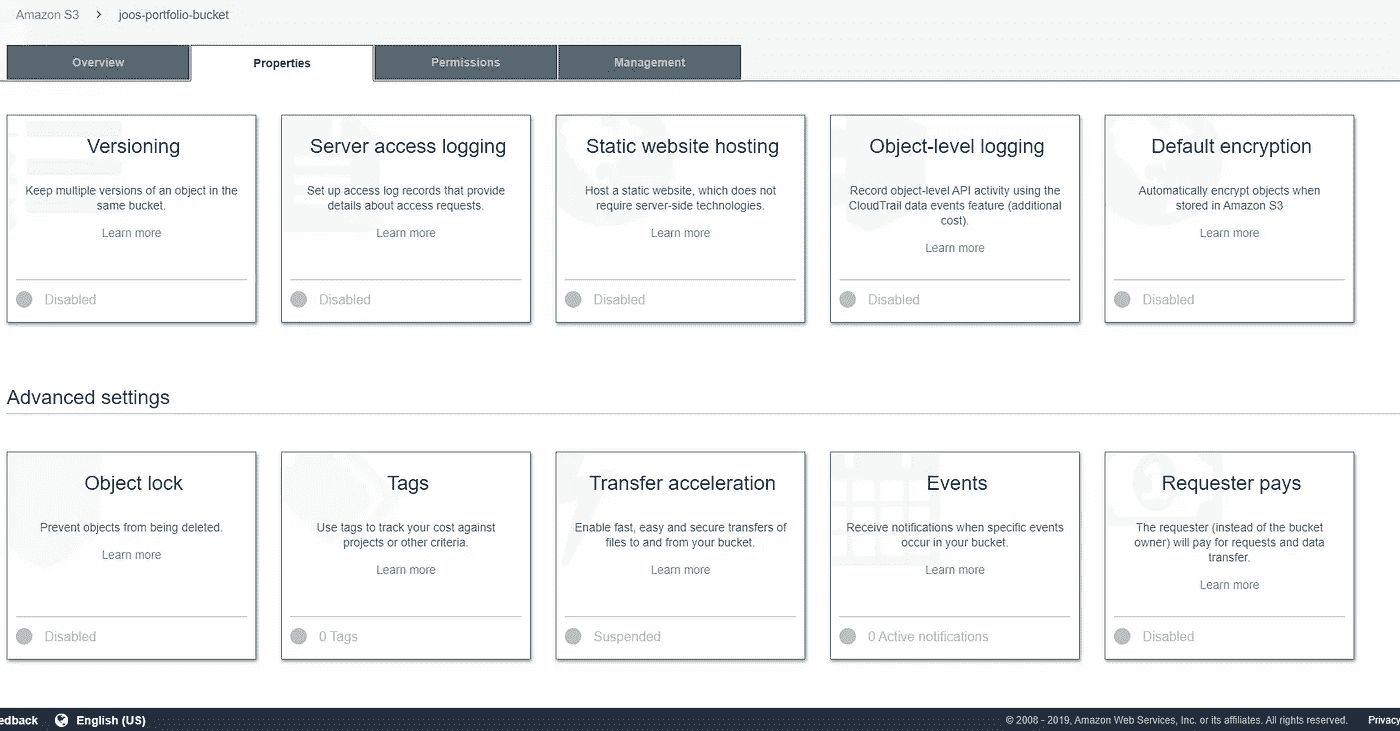 Amazon S3 > joos-portfolio-bucket
Overview
Properties
Permissions
Management
Versioning
Keep multiple versions of an object in the
same bucket.
Learn more
Disabled
Server access logging
Set up access log records that provide
details about access requests.
Learn more
Disabled
Static website hosting
Host a static website, which does not
require server-side technologies.
Learn more
Disabled
Object-level logging
Record object-level API activity using the
CloudTrail data events feature (additional
cost).
Learn more
Disabled
Default encryption
Automatically encrypt objects when
stored in Amazon S3
Learn more
Disabled
Advanced settings
Object lock
Prevent objects from being deleted.
Learn more
Disabled
Tags
Use tags to track your cost against
projects or other criteria.
Learn more
0 Tags
Transfer acceleration
Enable fast, easy and secure transfers of
files to and from your bucket.
Learn more
Suspended
Events
Receive notifications when specific events
occur in your bucket.
Learn more
0 Active notifications
Requester pays
The requester (instead of the bucket
owner) will pay for requests and data
transfer.
Learn more
Disabled
edback
English (US)
© 2008 - 2019, Amazon Web Services, Inc. or its affiliates. All rights reserved.
Privacy